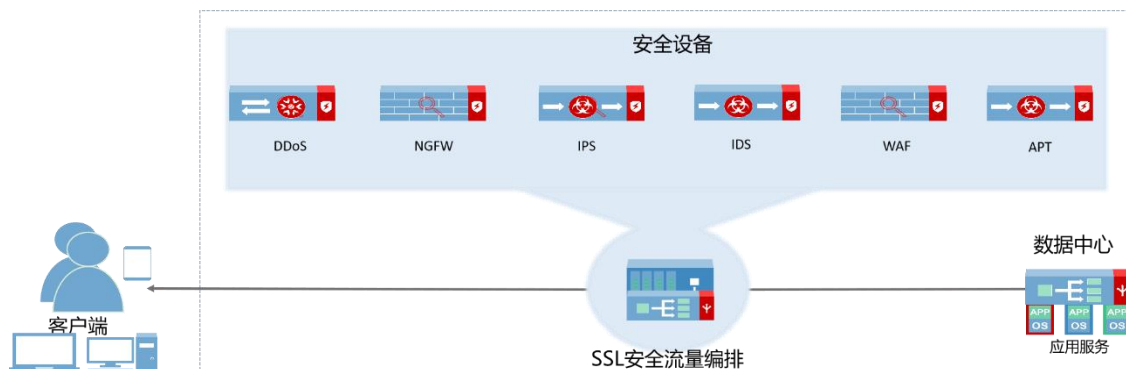 安全设备
DDoS
NGFW
IPS
IDS
WAF
APT
数据中心
客户端
APP
OS
APP
OS
APP
OS
应用服务
SSL安全流量编排